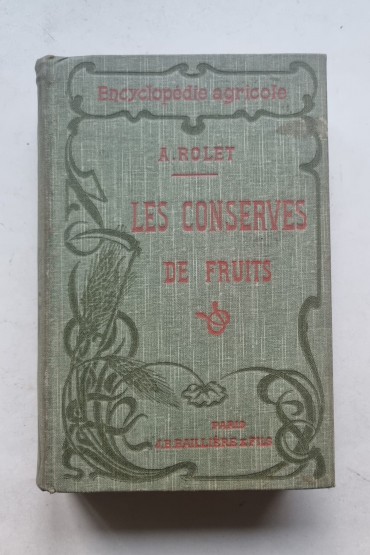 Encyclopédie agricole
A. ROLET
LES CONSERVES
DE FRUITS
PARIS
J.B. BAILLIÈRE & FILS